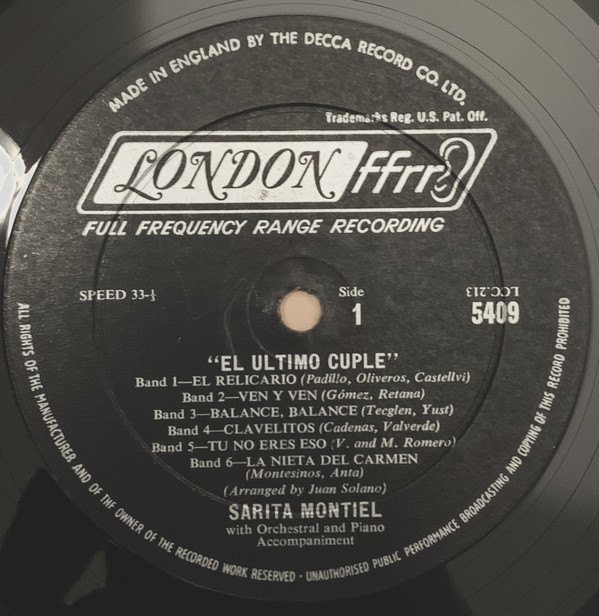 MADE IN ENGLAND BY THE DECCA RECORD CO. LTD.
Trademarks Reg. U.S. Pat. Off.
LONDON ffrr
FULL FREQUENCY RANGE RECORDING
SPEED 33-⅓
Side
1
LCC.213
5409
"EL ULTIMO CUPLE"
Band 1—EL RELICARIO (Padillo, Oliveros, Castellvi)
Band 2—VEN Y VEN (Gómez, Retana)
Band 3—BALANCE, BALANCE (Tecglen, Yust)
Band 4—CLAVELITOS (Cadenas, Valverde)
Band 5—TU NO ERES ESO (V. and M. Romero)
Band 6—LA NIETA DEL CARMEN
(Montesinos, Anta)
(Arranged by Juan Solano)
SARITA MONTIEL
with Orchestral and Piano
Accompaniment
ALL RIGHTS OF THE MANUFACTURER AND OF THE OWNER OF THE RECORDED WORK RESERVED · UNAUTHORISED PUBLIC PERFORMANCE BROADCASTING AND COPYING OF THIS RECORD PROHIBITED